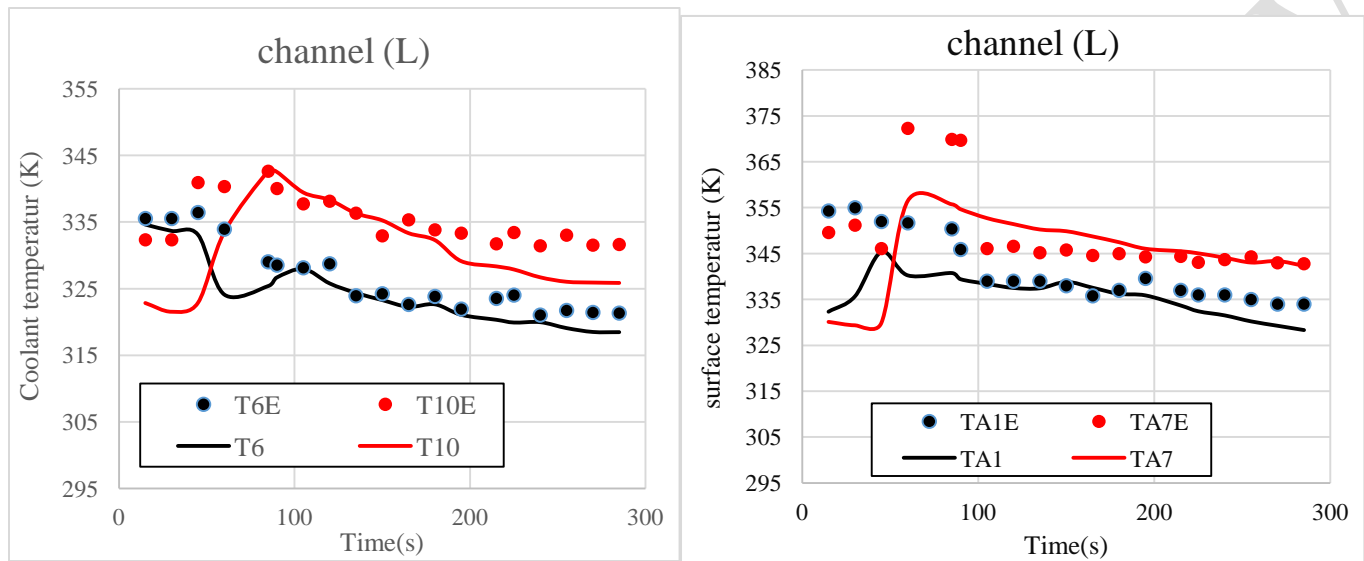 channel (L)
Coolant temperatur (K)
355
345
335
325
315
305
295
T6E
T10E
T6
T10
0
100
200
300
Time(s)
channel (L)
surface temperatur (K)
385
375
365
355
345
335
325
315
305
295
TA1E
TA7E
TA1
TA7
0
100
200
300
Time(s)